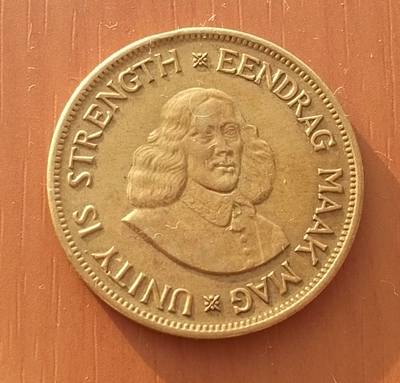 UNITY IS STRENGTH
EENDRAG MAAK MAG